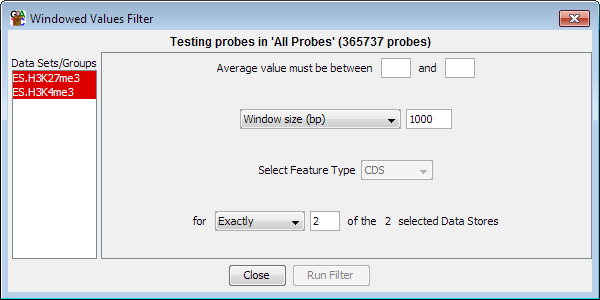 Windowed Values Filter
Testing probes in 'All Probes' (365737 probes)
Data Sets/Groups
ES.H3K27me3
ES.H3K4me3
Average value must be between and
Window size (bp) 1000
Select Feature Type CDS
for Exactly 2 of the 2 selected Data Stores
Close Run Filter